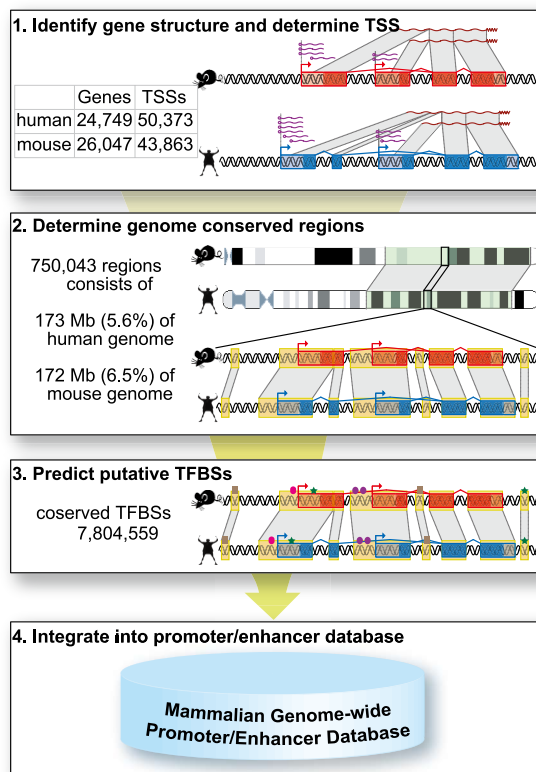 1. Identify gene structure and determine TSS
Genes TSSs
human 24,749 50,373
mouse 26,047 43,863
2. Determine genome conserved regions
750,043 regions
consists of
173 Mb (5.6%) of
human genome
172 Mb (6.5%) of
mouse genome
3. Predict putative TFBSs
coserved TFBSs
7,804,559
4. Integrate into promoter/enhancer database
Mammalian Genome-wide
Promoter/Enhancer Database